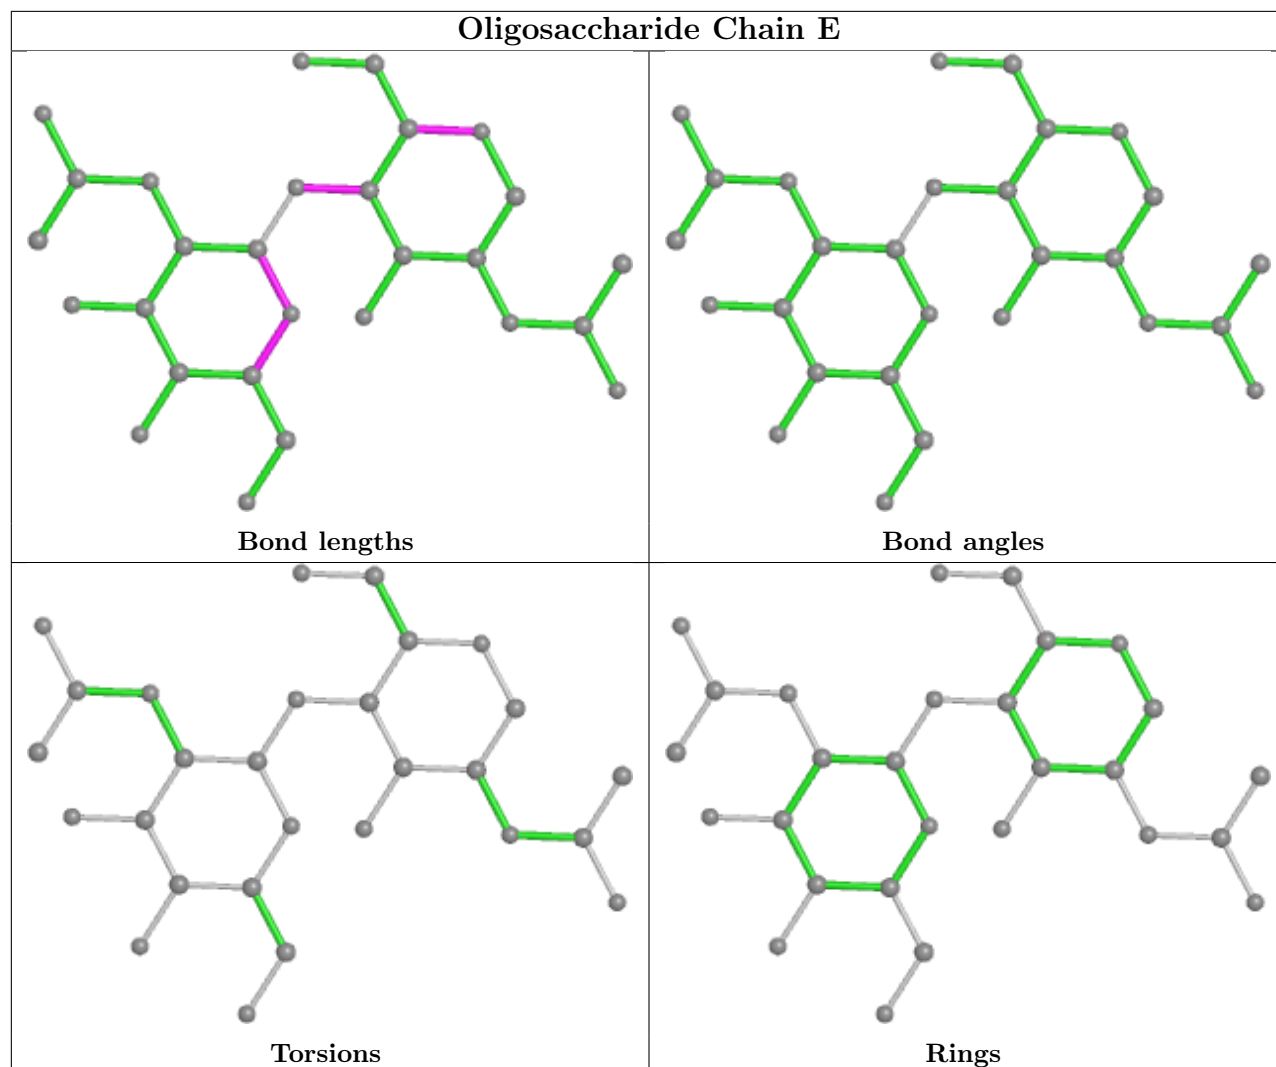 Oligosaccharide Chain E
Bond lengths
Bond angles
Torsions
Rings